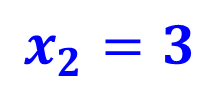 x₂ = 3